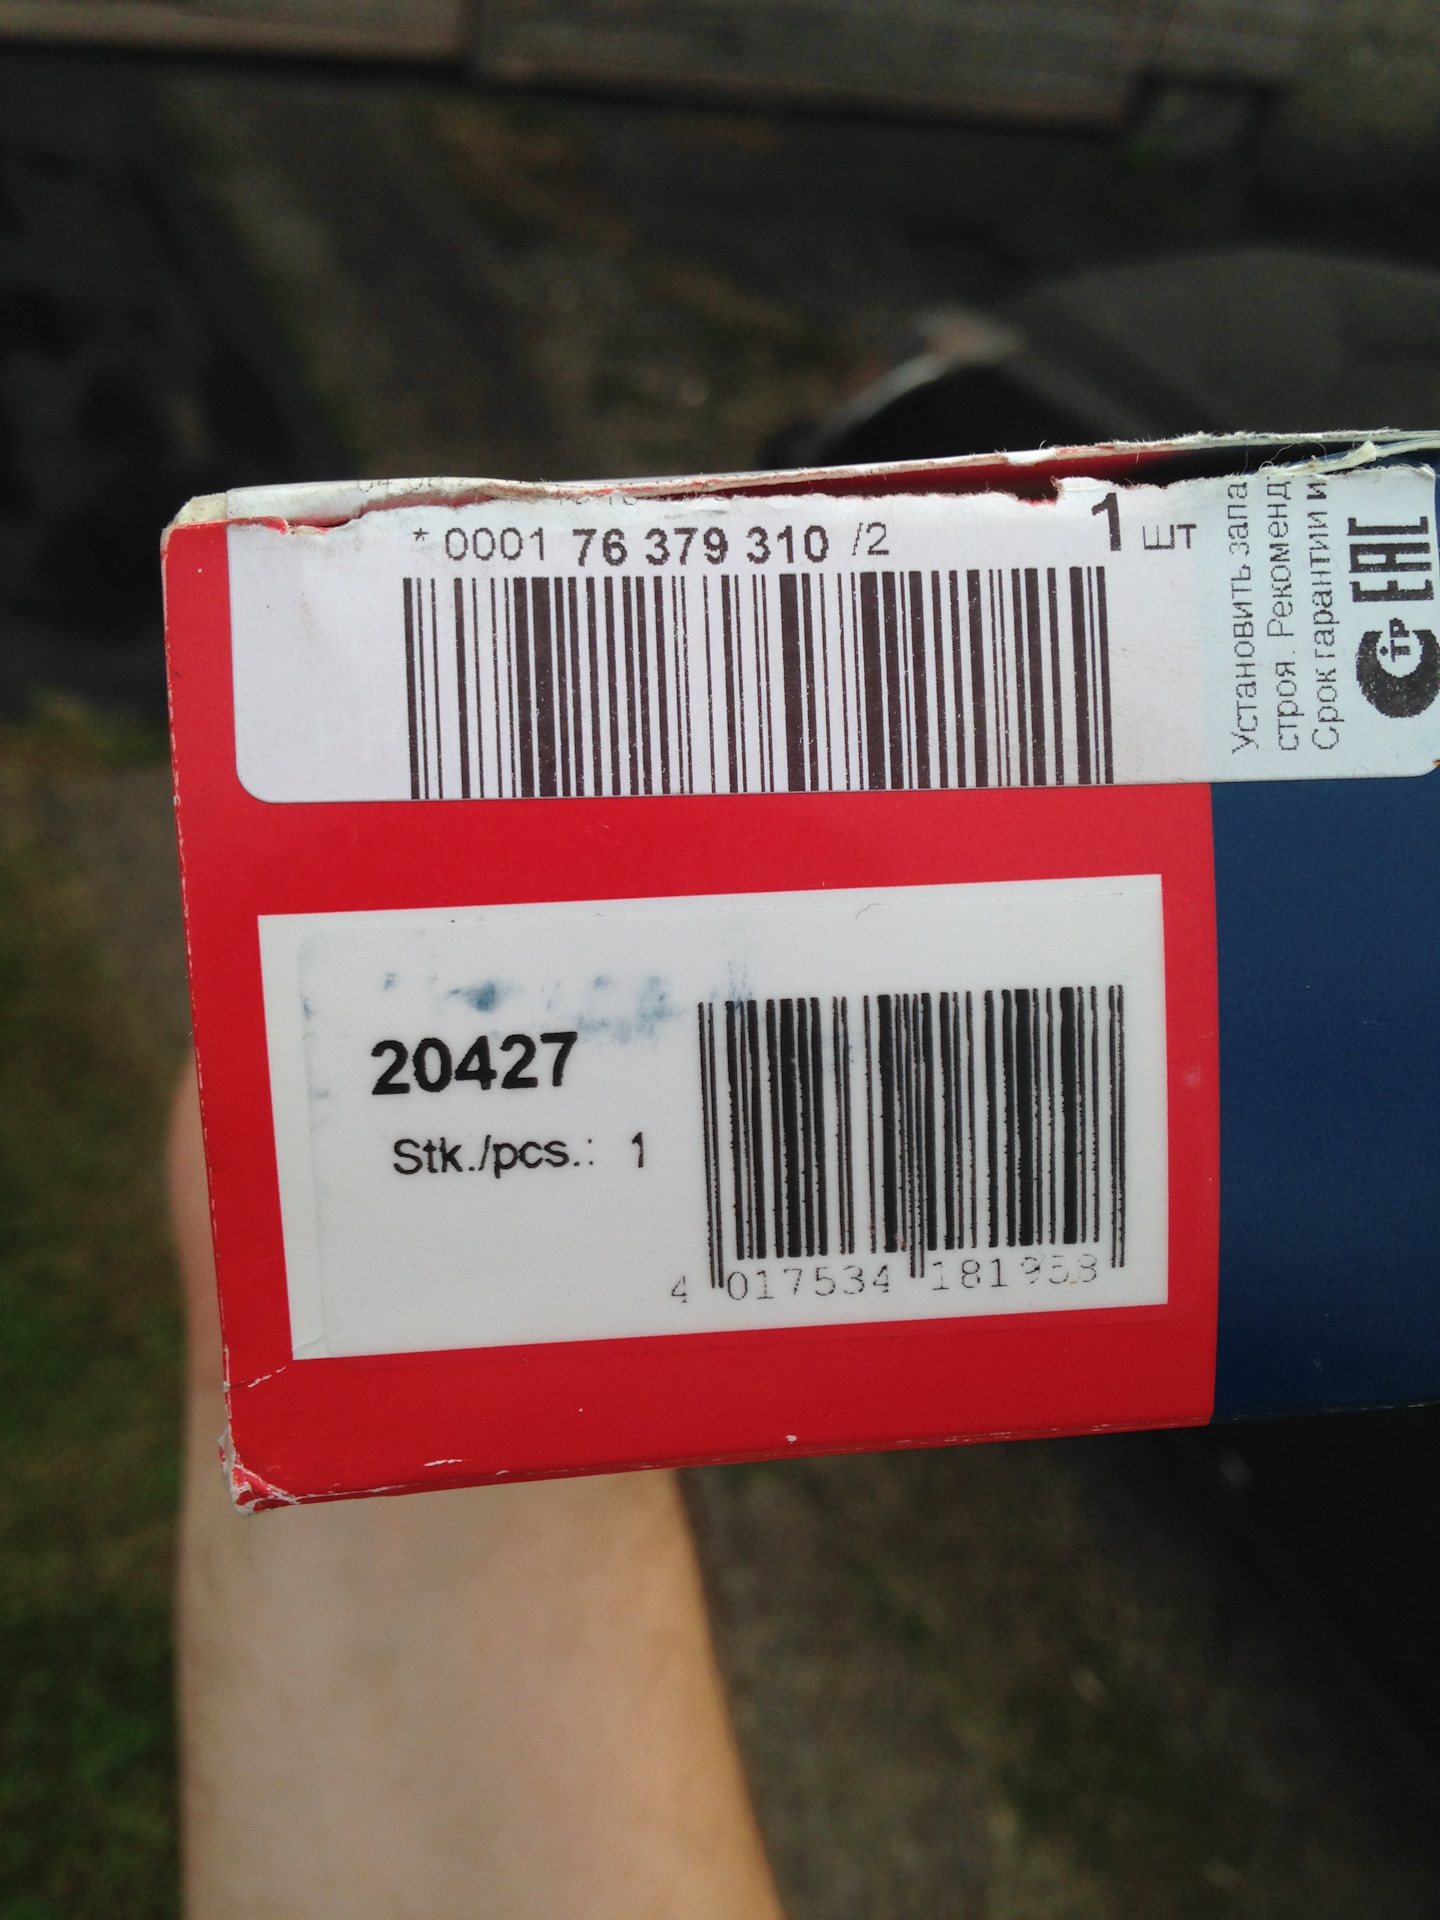 * 0001 76 379 310 /2
1 Шт
Установить запа
строя. Рекоменд
Срок гарантии и
EAC
СТР
20427
Stk./pcs.: 1
4 017534 181958